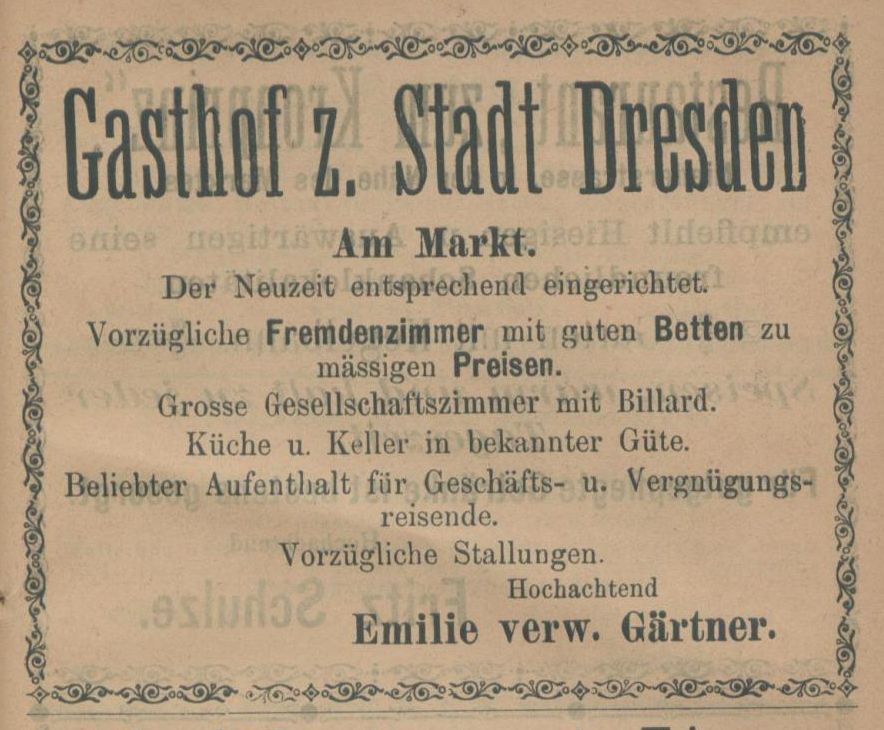 Gasthof z. Stadt Dresden
Am Markt.
Der Neuzeit entsprechend eingerichtet.
Vorzügliche Fremdenzimmer mit guten Betten zu
mässigen Preisen.
Grosse Gesellschaftszimmer mit Billard.
Küche u. Keller in bekannter Güte.
Beliebter Aufenthalt für Geschäfts- u. Vergnügungs-
reisende.
Vorzügliche Stallungen.
Hochachtend
Emilie verw. Gärtner.